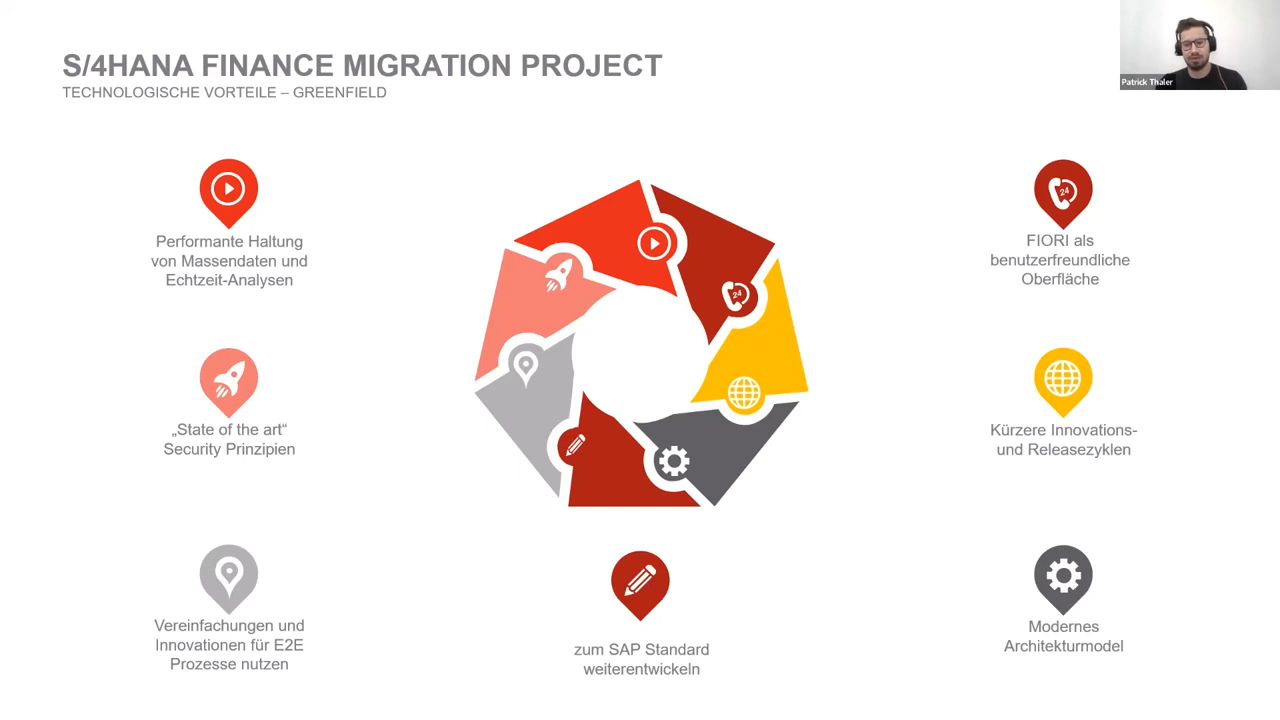 S/4HANA FINANCE MIGRATION PROJECT
TECHNOLOGISCHE VORTEILE – GREENFIELD
Patrick Thaler
Performante Haltung
von Massendaten und
Echtzeit-Analysen
24
FIORI als
benutzerfreundliche
Oberfläche
24
„State of the art“
Security Prinzipien
Kürzere Innovations-
und Releasezyklen
Vereinfachungen und
Innovationen für E2E
Prozesse nutzen
zum SAP Standard
weiterentwickeln
Modernes
Architekturmodel